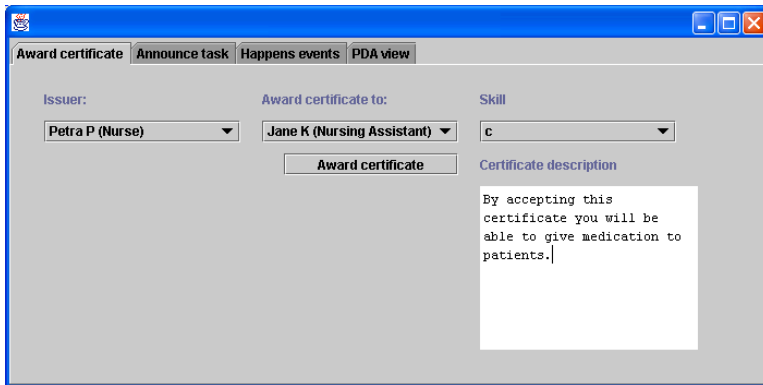 Award certificate Announce task Happens events PDA view
Issuer: Award certificate to: Skill
Petra P (Nurse) Jane K (Nursing Assistant) c
Award certificate Certificate description
By accepting this
certificate you will be
able to give medication to
patients.